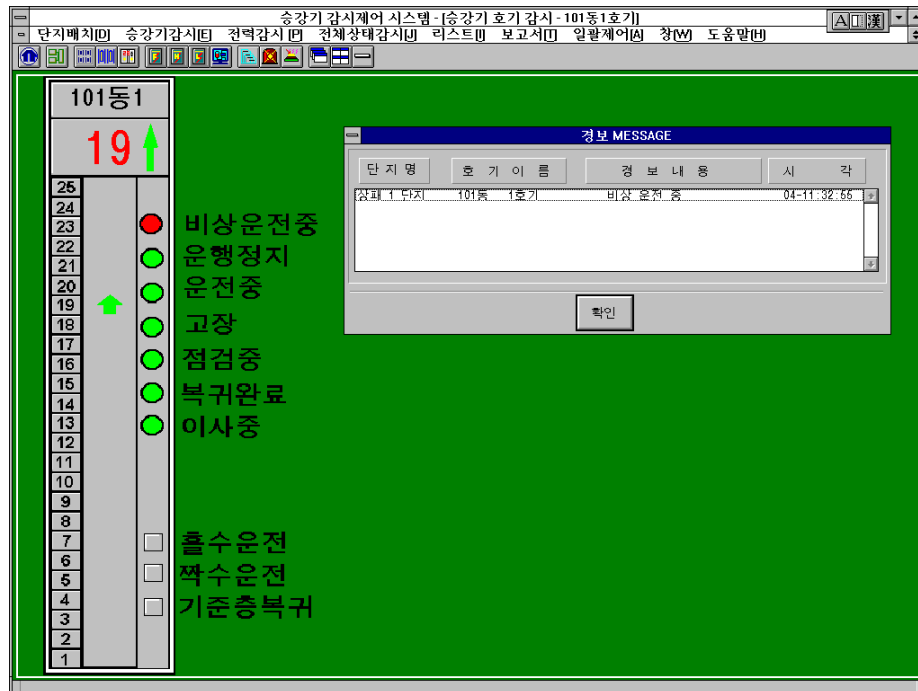 승강기 감시제어 시스템 - [승강기 호기 감시 - 101동1호기]
단지배치[D] 승강기감시[E] 전력감시[P] 전체상태감시[J] 리스트[I] 보고서[T] 일괄제어[A] 창[W] 도움말[H]
A 漢
101동1
19
경보 MESSAGE
단 지 명 호 기 이 름 경 보 내 용 시 각
상패 1 단지 101동 1호기 비상 운전 중 04-11:32:55
확인
25
24
23 비상운전중
22 운행정지
21
20 운전중
19
18 고장
17
16 점검중
15 복귀완료
14
13 이사중
12
11
10
9
8
7 홀수운전
6
5 짝수운전
4 기준층복귀
3
2
1